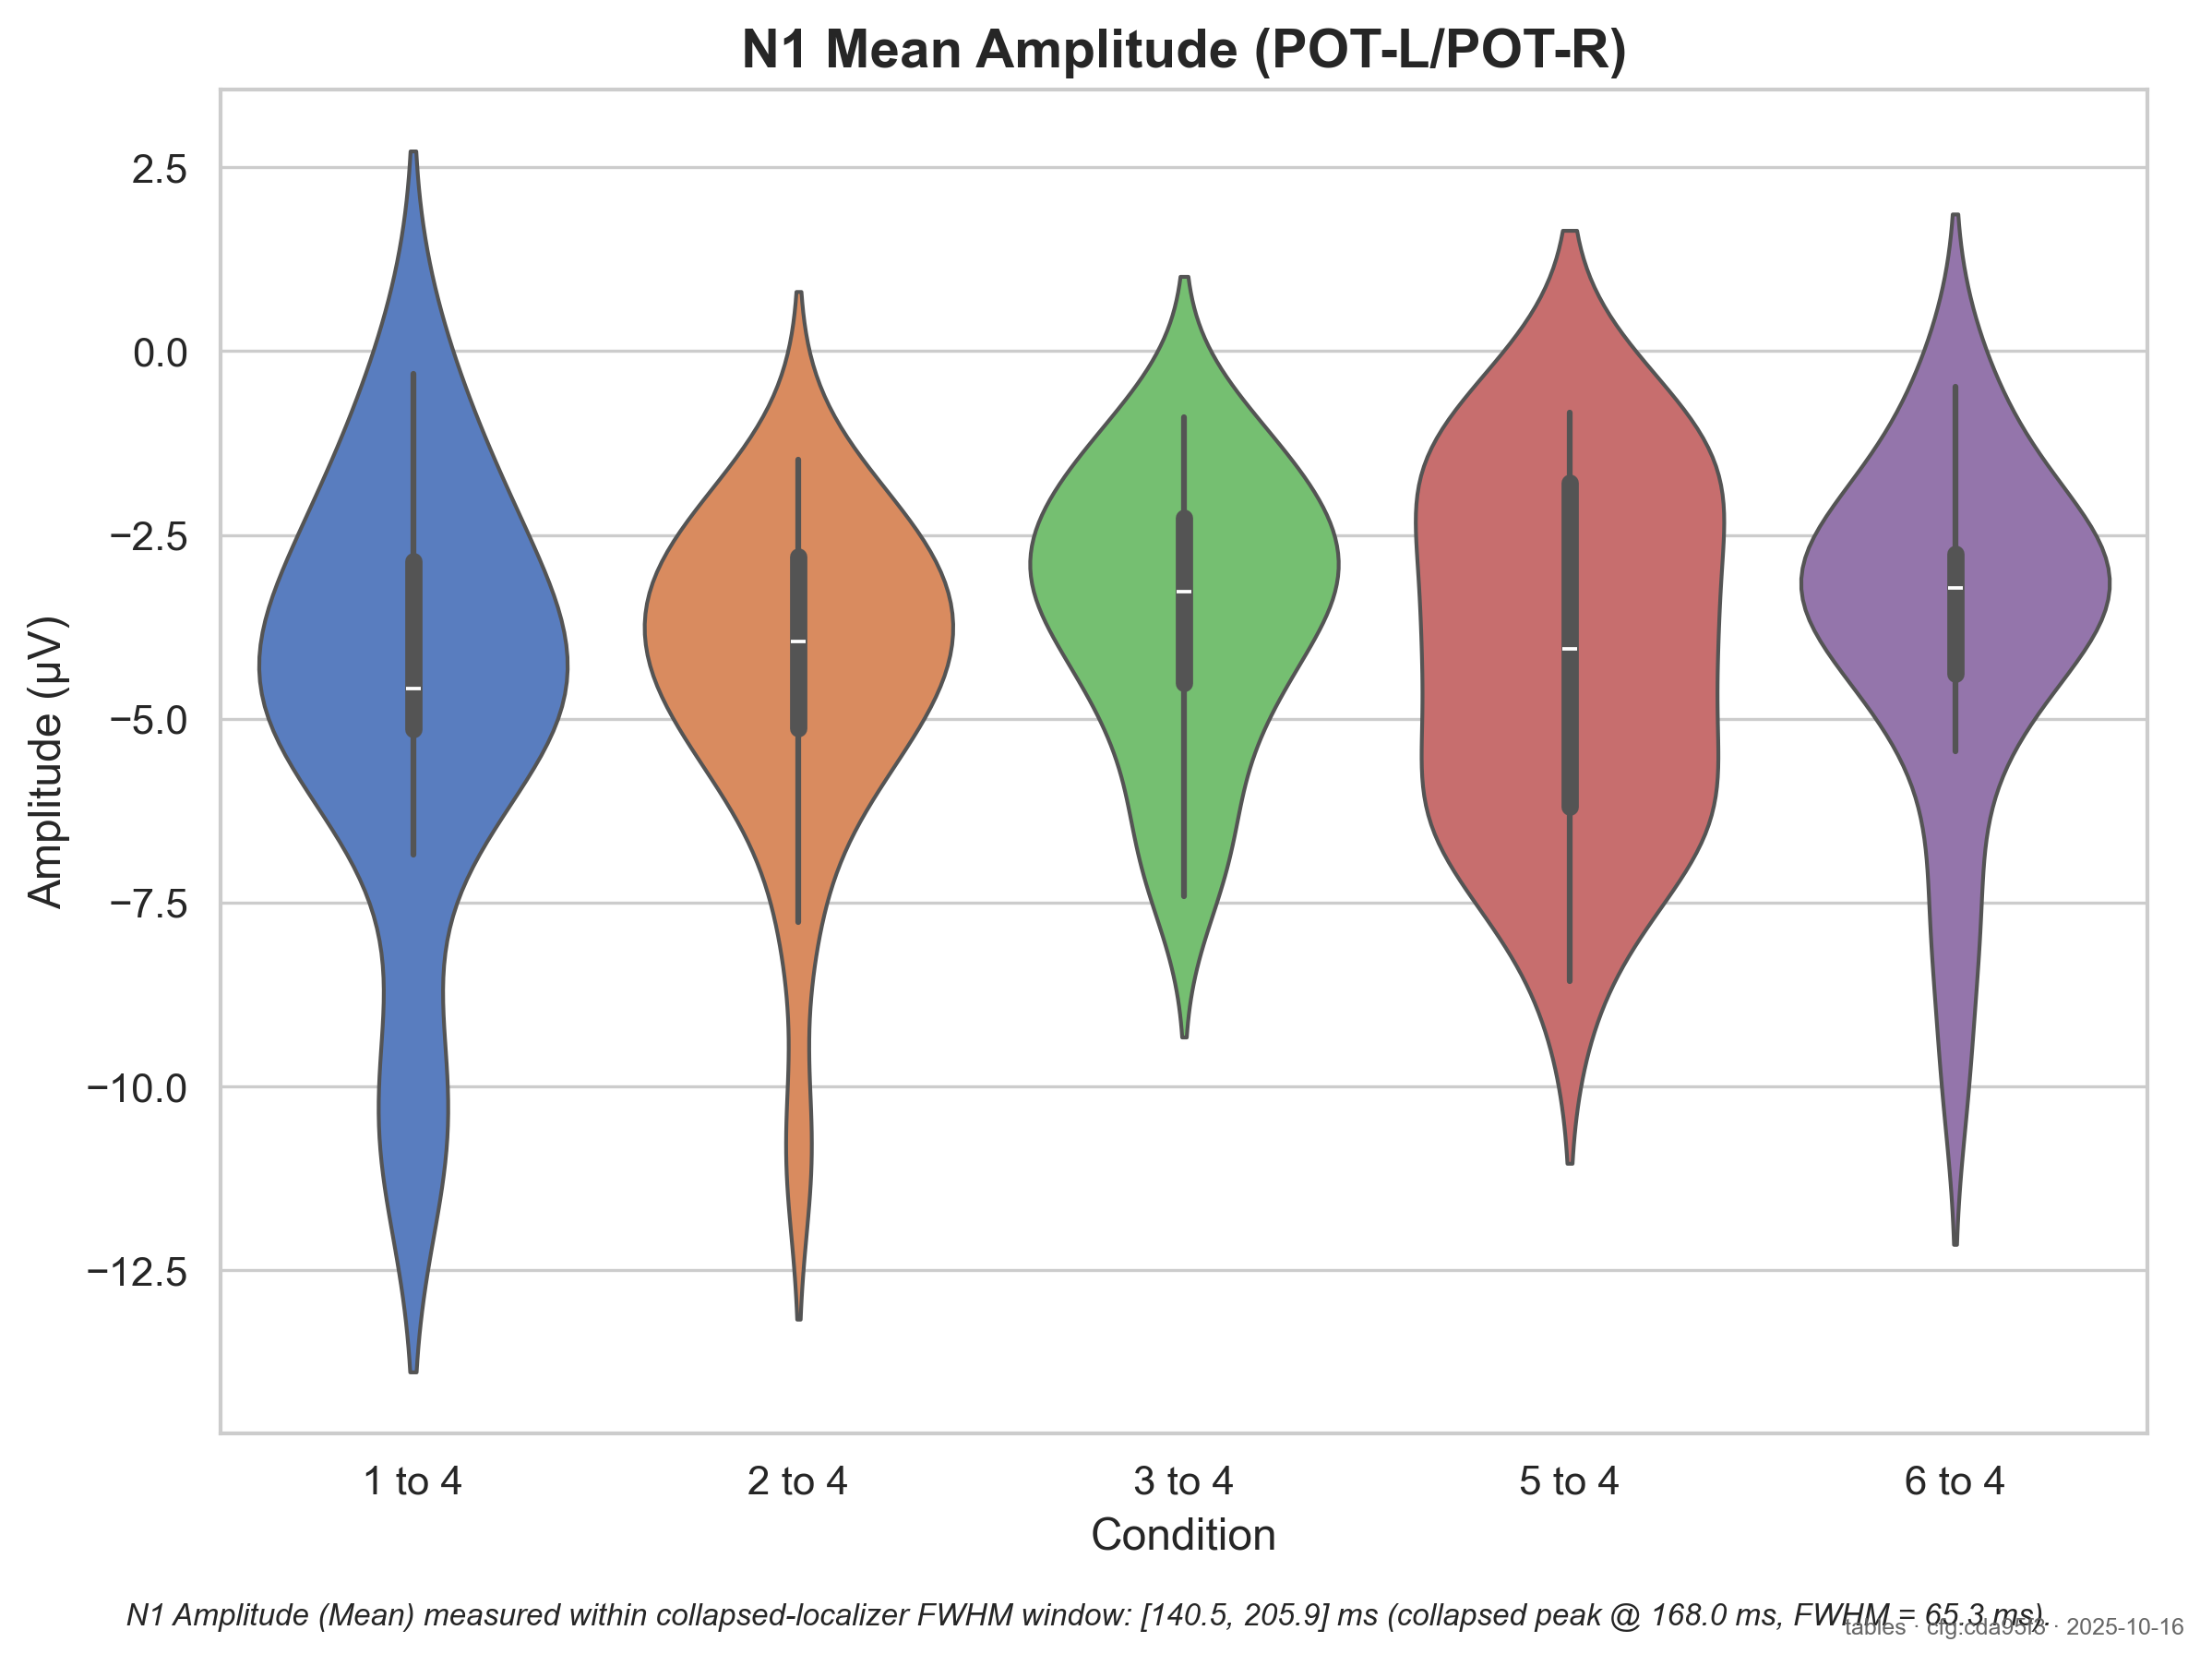 N1 Mean Amplitude (POT-L/POT-R)
Amplitude (µV)
2.5
0.0
−2.5
−5.0
−7.5
−10.0
−12.5
1 to 4 2 to 4 3 to 4 5 to 4 6 to 4
Condition
N1 Amplitude (Mean) measured within collapsed-localizer FWHM window: [140.5, 205.9] ms (collapsed peak @ 168.0 ms, FWHM = 65.3 ms).
tables · cfg:cda95f3 · 2025-10-16